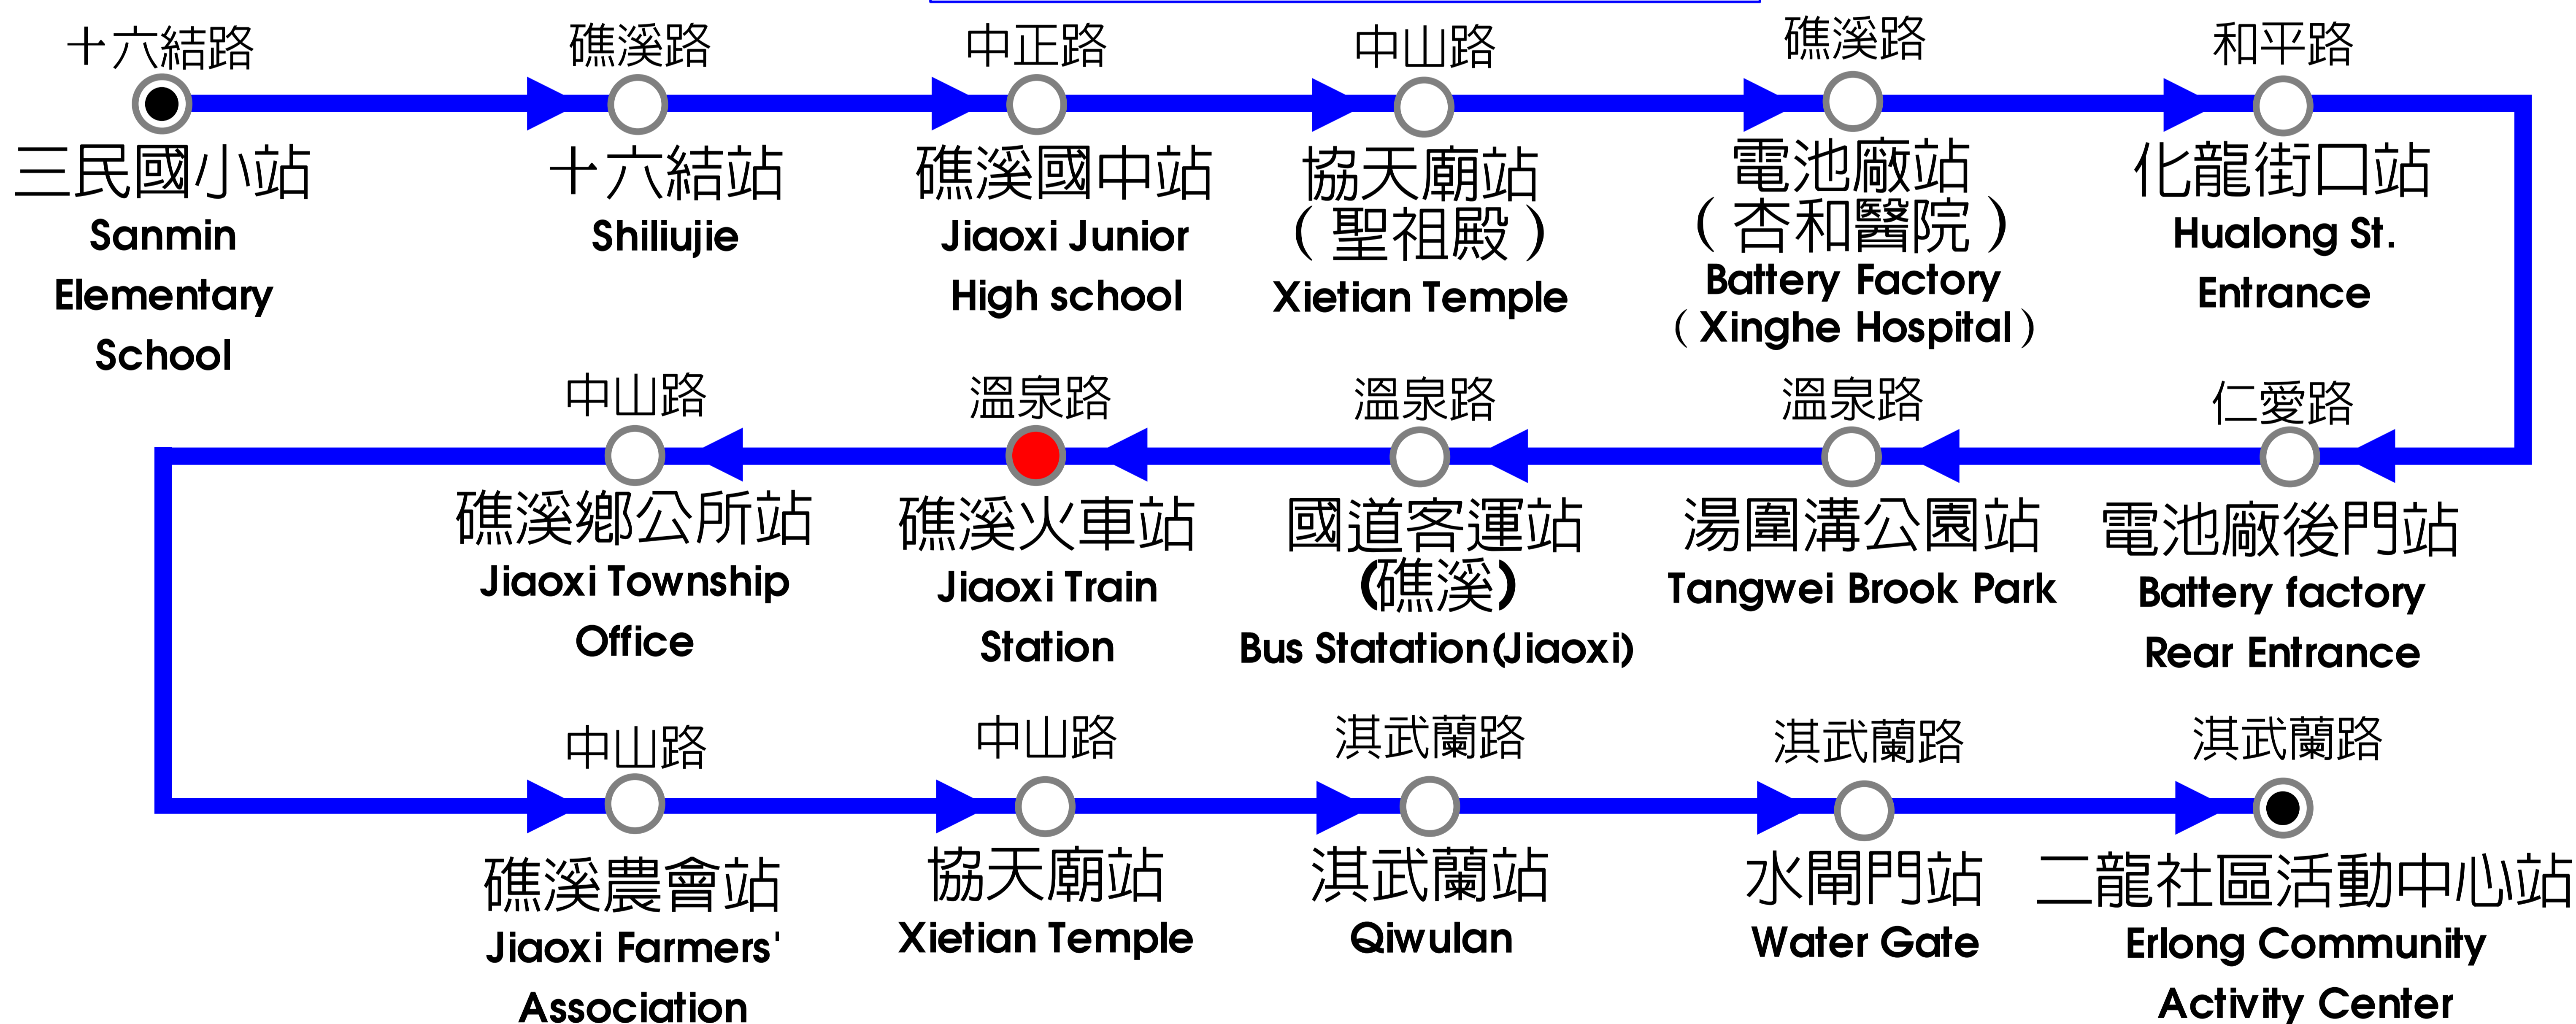 十六結路
三民國小站
Sanmin
Elementary
School
礁溪路
十六結站
Shiliujie
中正路
礁溪國中站
Jiaoxi Junior
High school
中山路
協天廟站
(聖祖殿)
Xietian Temple
礁溪路
電池廠站
(杏和醫院)
Battery Factory
(Xinghe Hospital)
和平路
化龍街口站
Hualong St.
Entrance
仁愛路
電池廠後門站
Battery factory
Rear Entrance
溫泉路
湯圍溝公園站
Tangwei Brook Park
溫泉路
國道客運站
(礁溪)
Bus Statation(Jiaoxi)
溫泉路
礁溪火車站
Jiaoxi Train
Station
中山路
礁溪鄉公所站
Jiaoxi Township
Office
中山路
礁溪農會站
Jiaoxi Farmers'
Association
中山路
協天廟站
Xietian Temple
淇武蘭路
淇武蘭站
Qiwulan
淇武蘭路
水閘門站
Water Gate
淇武蘭路
二龍社區活動中心站
Erlong Community
Activity Center